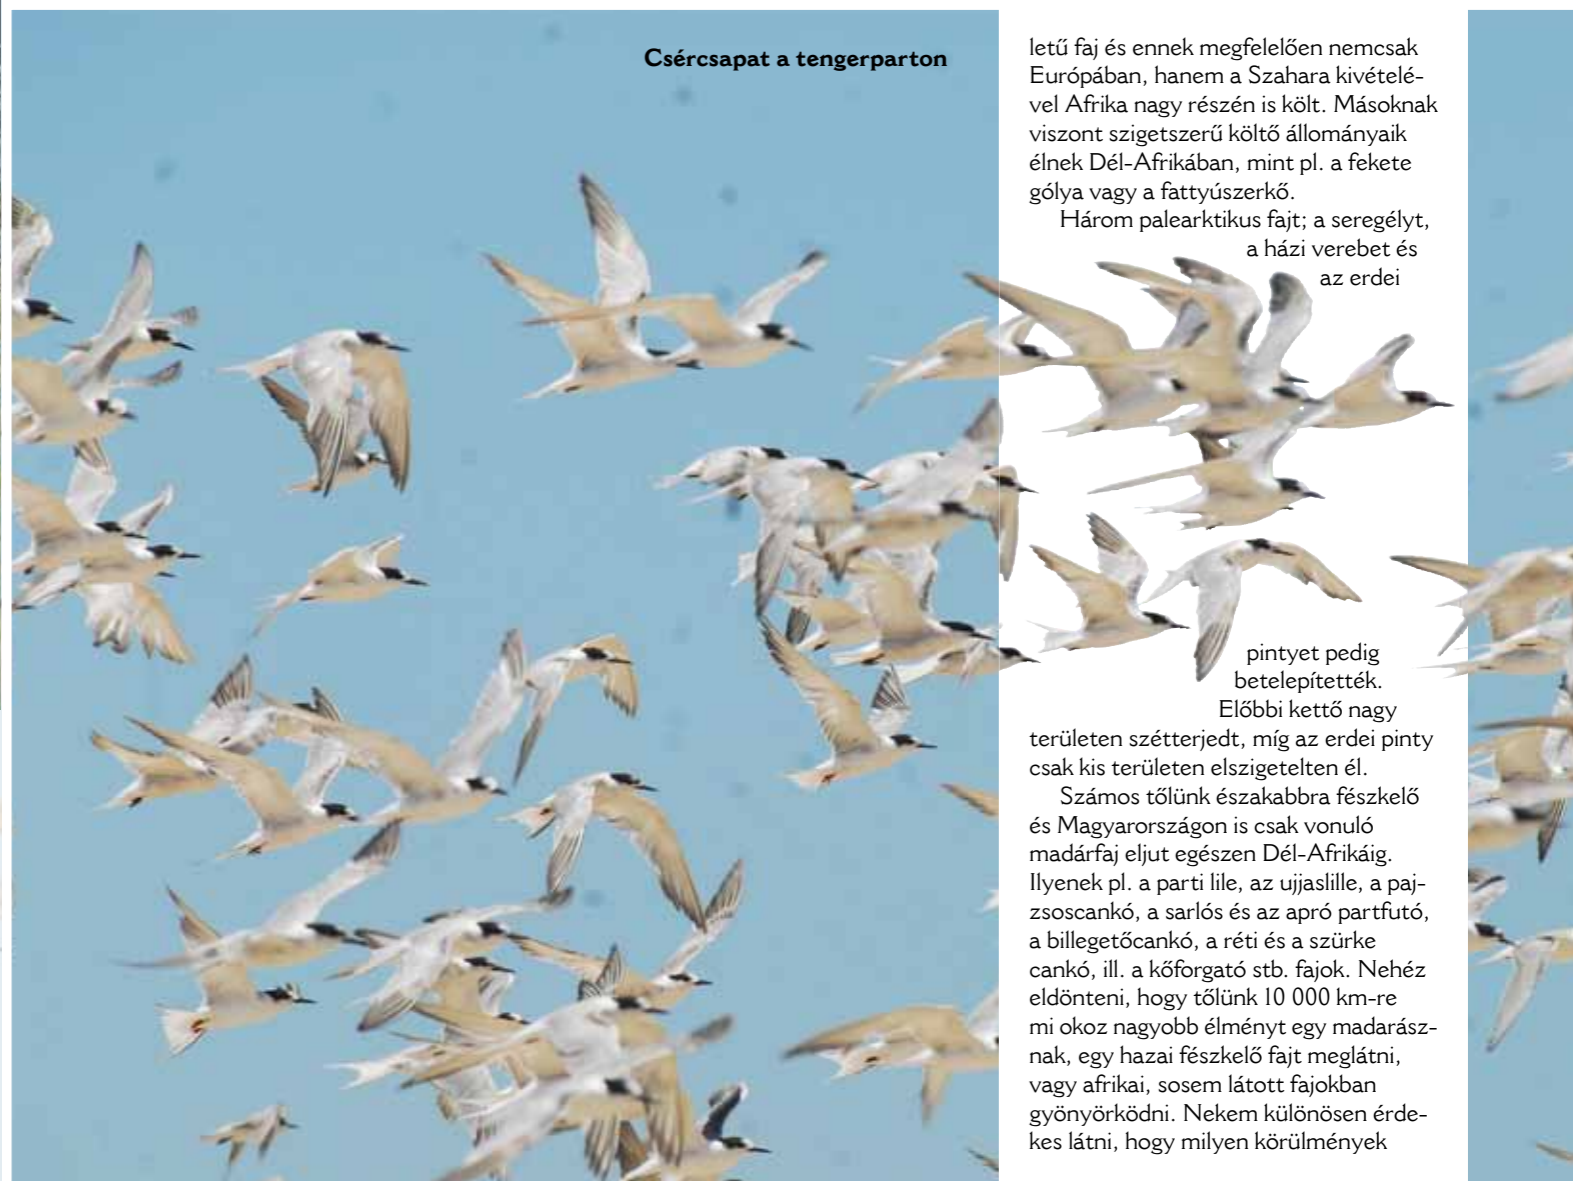 Csércsapat a tengerparton
letű faj és ennek megfelelően nemcsak
Európában, hanem a Szahara kivételé-
vel Afrika nagy részén is költ. Másoknak
viszont szigetszerű költő állományaik
élnek Dél-Afrikában, mint pl. a fekete
gólya vagy a fattyúszerkő.
Három palearktikus fajt; a seregélyt,
a házi verebet és
az erdei
pintyet pedig
betelepítették.
Előbbi kettő nagy
területen szétterjedt, míg az erdei pinty
csak kis területen elszigetelten él.
Számos tőlünk északabbra fészkelő
és Magyarországon is csak vonuló
madárfaj eljut egészen Dél-Afrikáig.
Ilyenek pl. a parti lile, az ujjaslille, a paj-
zsoscankó, a sarlós és az apró partfutó,
a billegetőcankó, a réti és a szürke
cankó, ill. a kőforgató stb. fajok. Nehéz
eldönteni, hogy tőlünk 10 000 km-re
mi okoz nagyobb élményt egy madarász-
nak, egy hazai fészkelő fajt meglátni,
vagy afrikai, sosem látott fajokban
gyönyörködni. Nekem különösen érde-
kes látni, hogy milyen körülmények